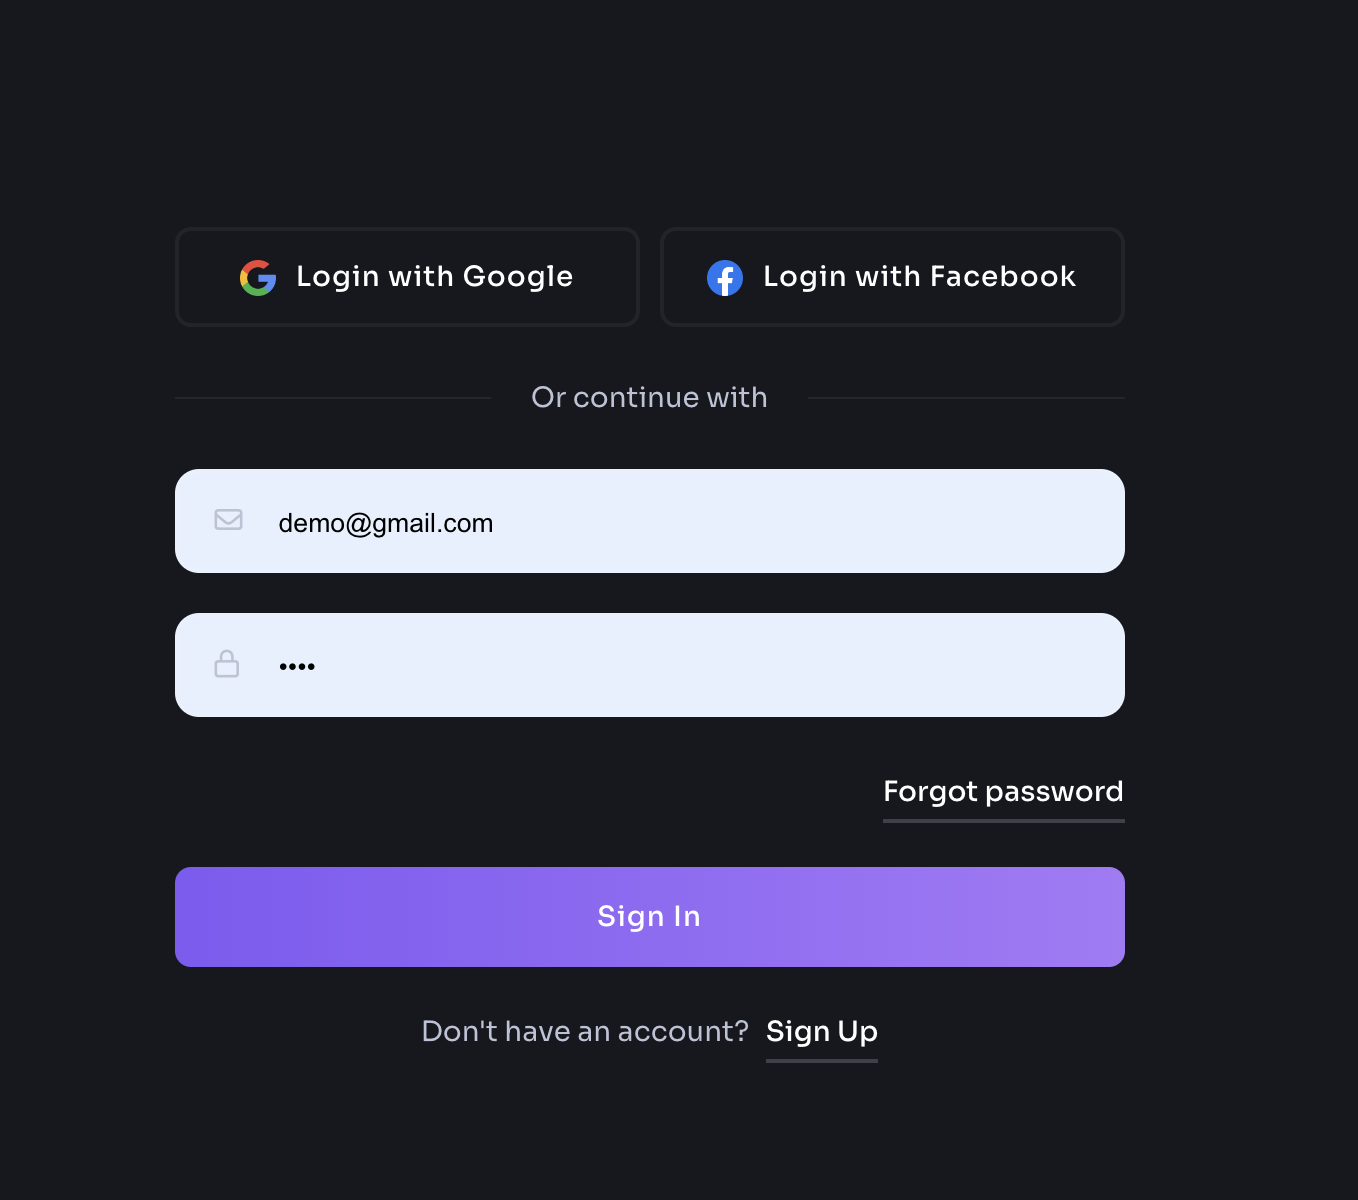 Login with Google
Login with Facebook
Or continue with
demo@gmail.com
••••
Forgot password
Sign In
Don't have an account? Sign Up